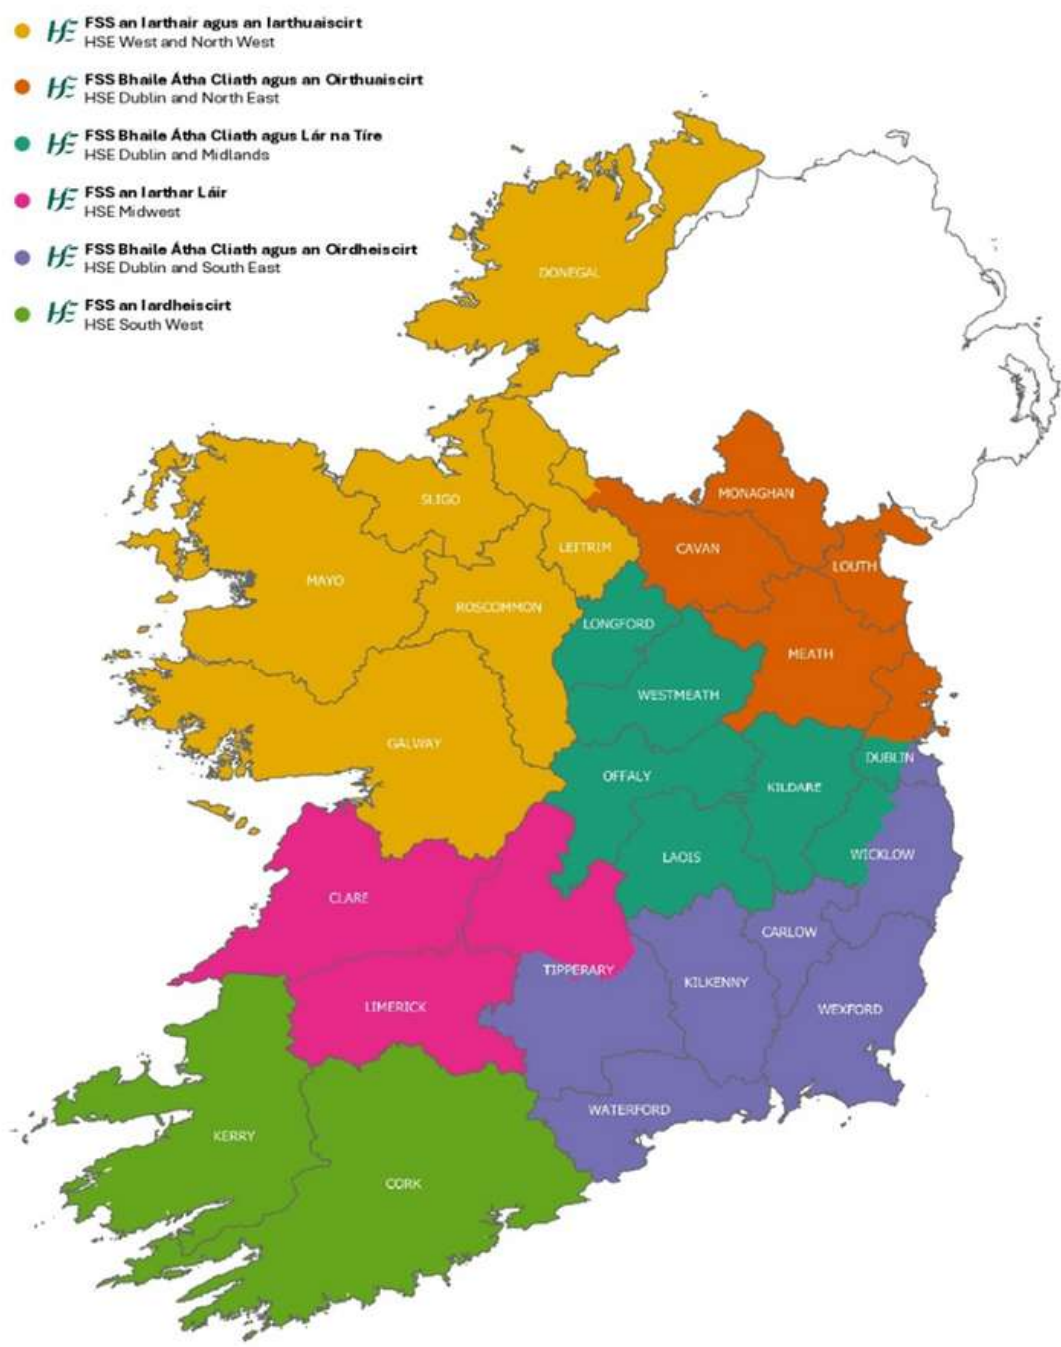 FSS an Iarthair agus an Iarthuaiscirt
HSE West and North West
FSS Bhaile Átha Cliath agus an Oirthuaiscirt
HSE Dublin and North East
FSS Bhaile Átha Cliath agus Lár na Tíre
HSE Dublin and Midlands
FSS an Iarthar Láir
HSE Midwest
FSS Bhaile Átha Cliath agus an Oirdheiscirt
HSE Dublin and South East
FSS an Iardheiscirt
HSE South West
DONEGAL
MONAGHAN
SLIGO
LEITRIM
CAVAN
LOUTH
MAYO
ROSCOMMON
LONGFORD
MEATH
WESTMEATH
GALWAY
DUBLIN
OFFALY
KILDARE
LAOIS
WICKLOW
CLARE
CARLOW
TIPPERARY
KILKENNY
LIMERICK
WEXFORD
WATERFORD
KERRY
CORK